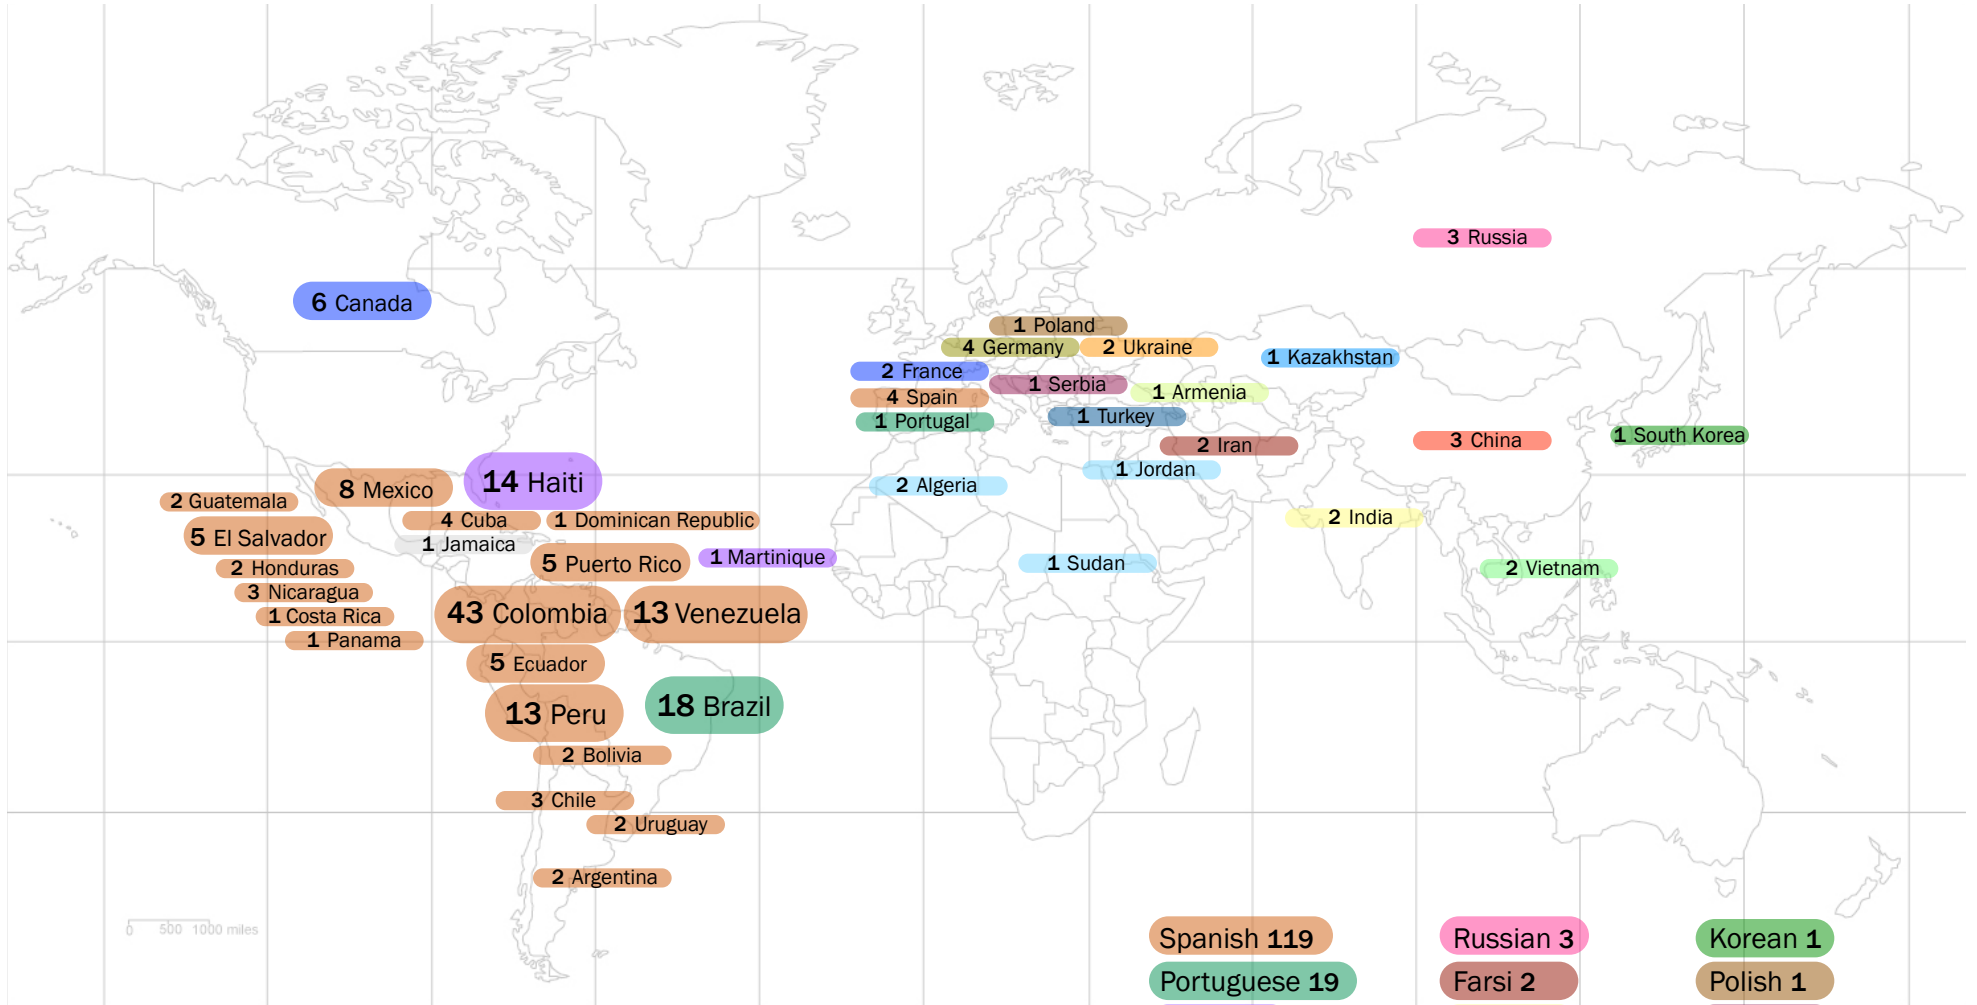 3 Russia
6 Canada
1 Poland
4 Germany
2 Ukraine
1 Kazakhstan
2 France
1 Serbia
1 Armenia
4 Spain
1 Portugal
1 Turkey
3 China
1 South Korea
2 Iran
1 Jordan
14 Haiti
8 Mexico
2 Algeria
2 Guatemala
4 Cuba
1 Dominican Republic
2 India
5 El Salvador
1 Jamaica
5 Puerto Rico
1 Martinique
1 Sudan
2 Honduras
2 Vietnam
3 Nicaragua
43 Colombia
13 Venezuela
1 Costa Rica
1 Panama
5 Ecuador
13 Peru
18 Brazil
2 Bolivia
3 Chile
2 Uruguay
2 Argentina
0 500 1000 miles
Spanish 119
Russian 3
Korean 1
Portuguese 19
Farsi 2
Polish 1